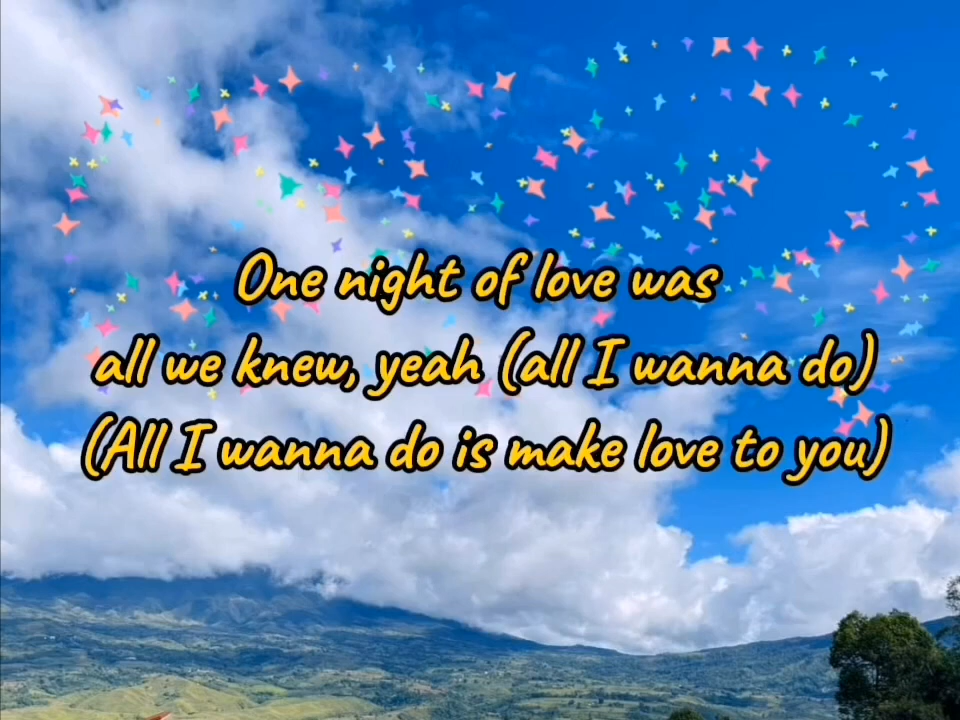 One night of love was
all we knew, yeah (all I wanna do)
(All I wanna do is make love to you)